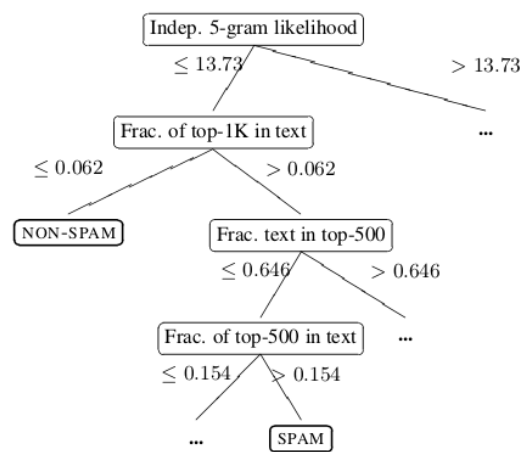 Indep. 5-gram likelihood
≤ 13.73
> 13.73
Frac. of top-1K in text
...
≤ 0.062
> 0.062
NON-SPAM
Frac. text in top-500
≤ 0.646
> 0.646
Frac. of top-500 in text
...
≤ 0.154
> 0.154
...
SPAM